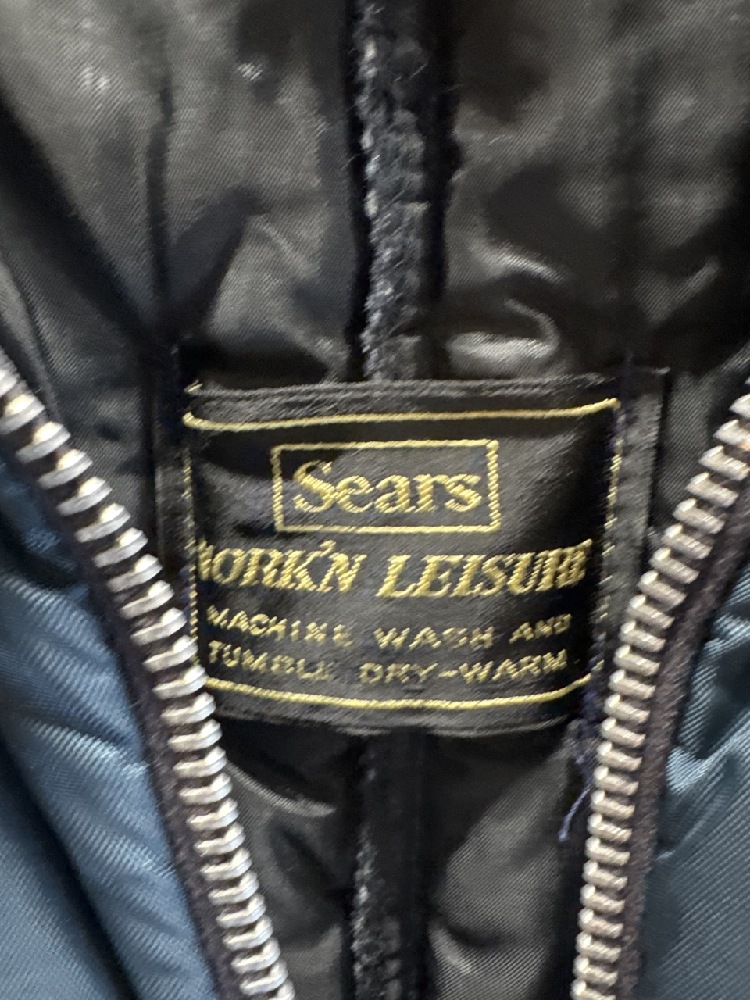 Sears
WORK'N LEISURE
MACHINE WASH AND
TUMBLE DRY-WARM